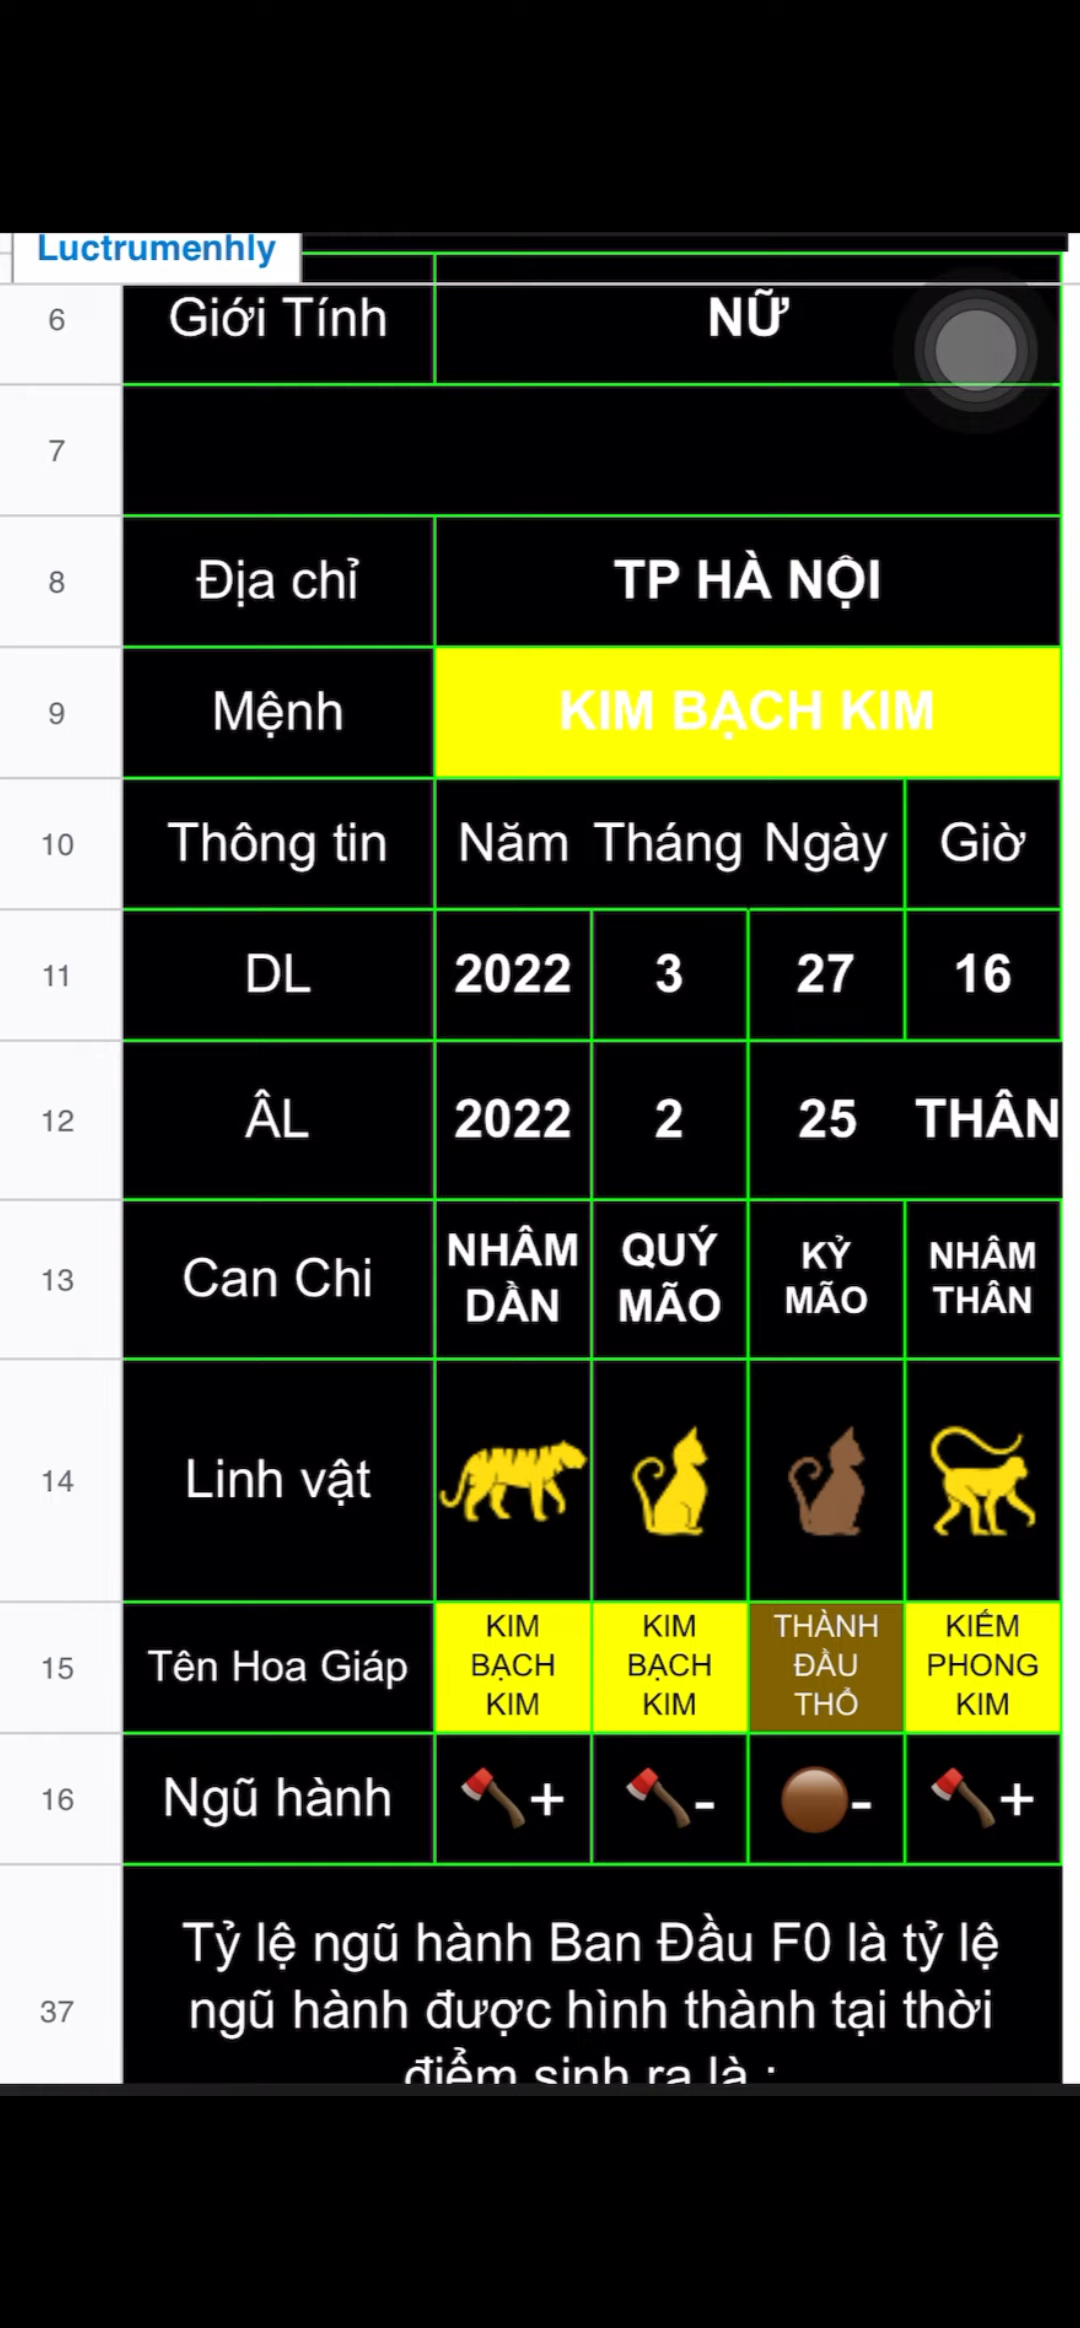 Luctrumenhly
6 Giới Tính NỮ
7
8 Địa chỉ TP HÀ NỘI
9 Mệnh KIM BẠCH KIM
10 Thông tin Năm Tháng Ngày Giờ
11 DL 2022 3 27 16
12 ÂL 2022 2 25 THÂN
13 Can Chi NHÂM DẦN QUÝ MÃO KỶ MÃO NHÂM THÂN
14 Linh vật
15 Tên Hoa Giáp KIM BẠCH KIM KIM BẠCH KIM THÀNH ĐẦU THỔ KIẾM PHONG KIM
16 Ngũ hành + - - +
37 Tỷ lệ ngũ hành Ban Đầu F0 là tỷ lệ
ngũ hành được hình thành tại thời
điểm sinh ra là :